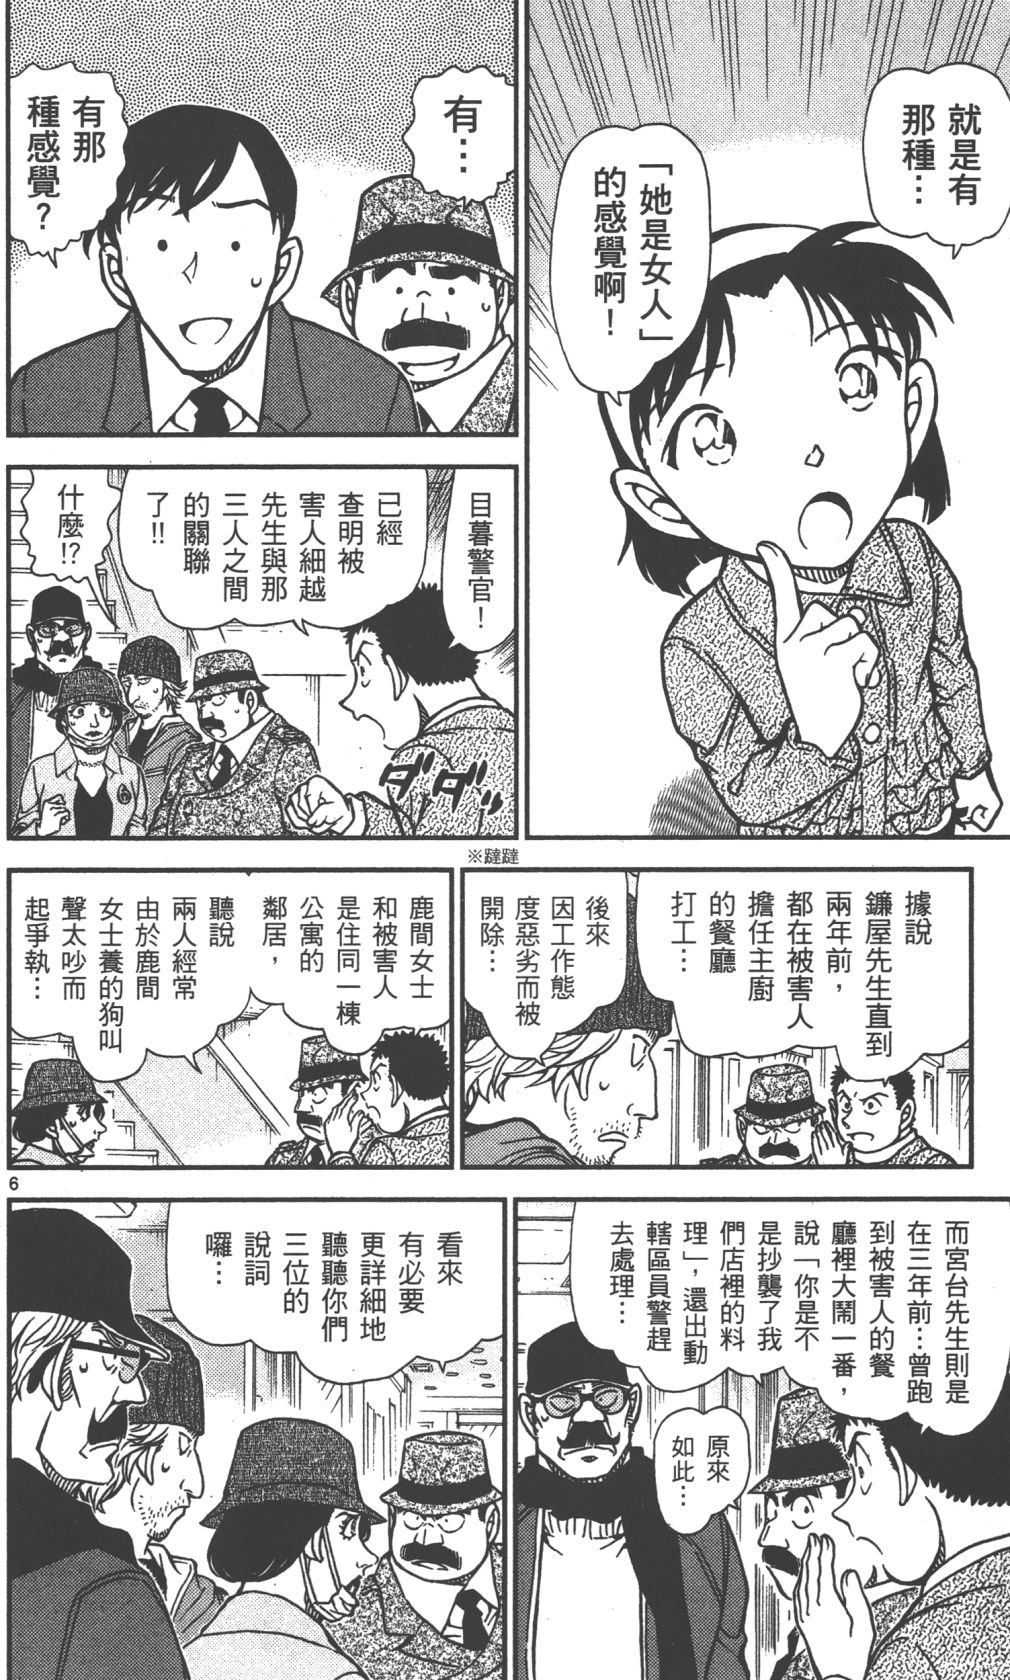 就是有
那種…
「她是女人」
的感覺啊！
有…
有那
種感覺？
目暮警官！
已經
查明被
害人細越
先生與那
三人之間
的關聯
了!!
什麼!?
ダダッ
※躂躂
據說
鐮屋先生直到
兩年前，
都在被害人
擔任主廚
的餐廳
打工…
後來
因工作態
度惡劣而被
開除…
鹿間女士
和被害人
是住同一棟
公寓的
鄰居，
聽說
兩人經常
由於鹿間
女士養的狗叫
聲太吵而
起爭執…
6
而宮台先生則是
在三年前…曾跑
到被害人的餐
廳裡大鬧一番，
說「你是不
是抄襲了我
們店裡的料
理」，還出動
轄區員警趕
去處理…
原來
如此…
看來
有必要
更詳細地
聽聽你們
三位的
說詞
囉…